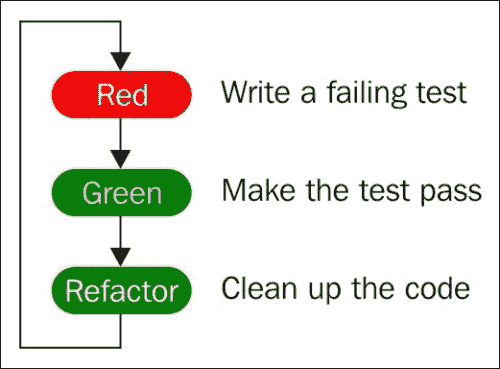 Red Write a failing test
Green Make the test pass
Refactor Clean up the code